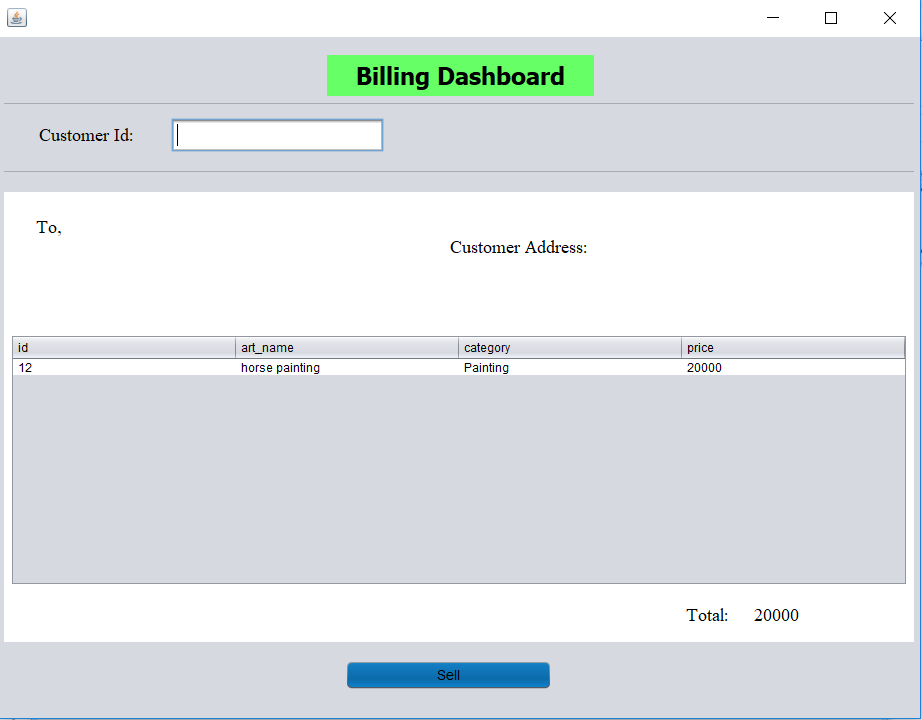 Billing Dashboard
Customer Id:
To,
Customer Address:
id art_name category price
12 horse painting Painting 20000
Total: 20000
Sell